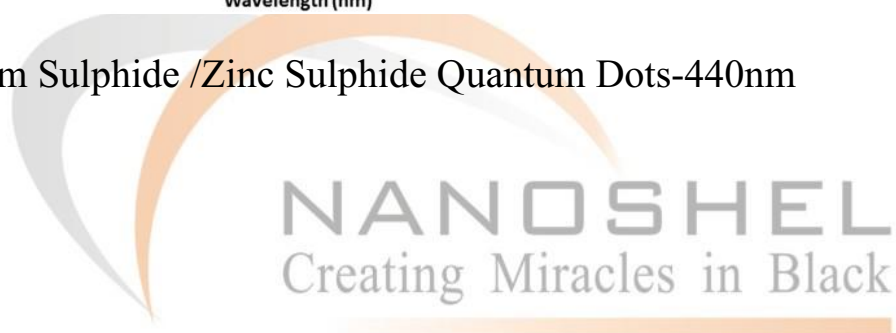 Wavelength (nm)
m Sulphide /Zinc Sulphide Quantum Dots-440nm
NANOSHEL
Creating Miracles in Black